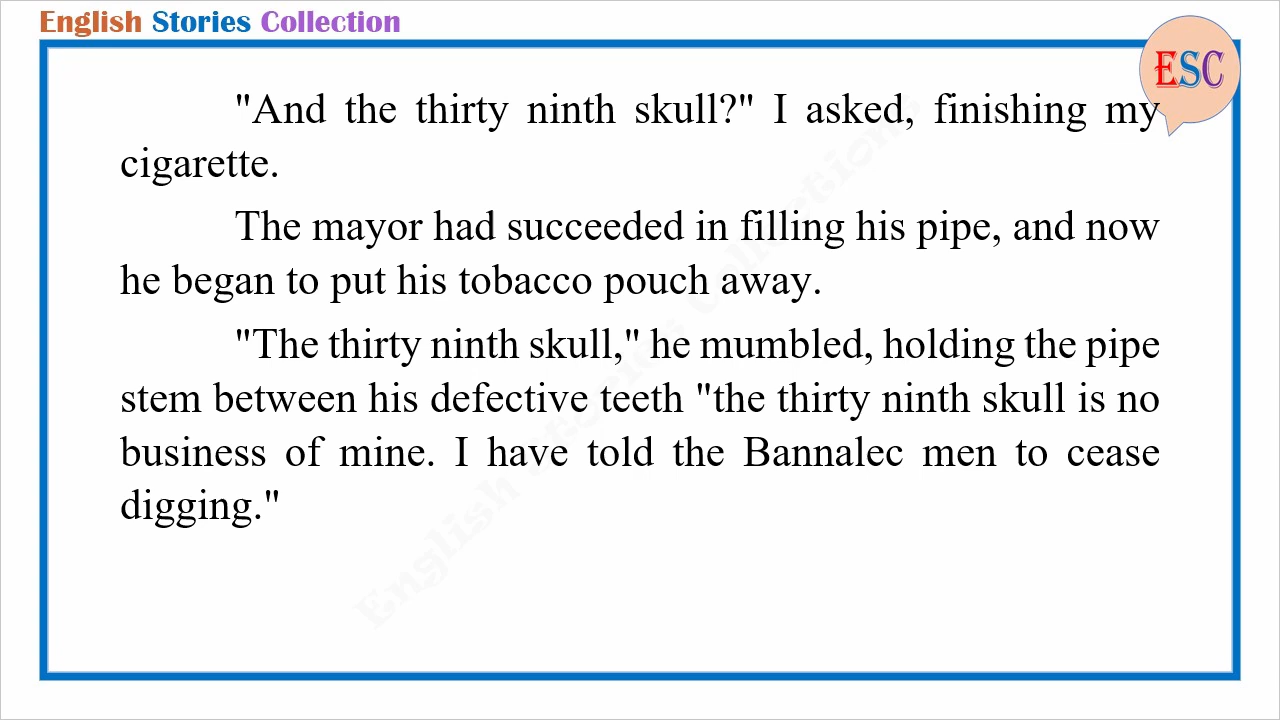 English Stories Collection
ESC
"And the thirty ninth skull?" I asked, finishing my
cigarette.
The mayor had succeeded in filling his pipe, and now
he began to put his tobacco pouch away.
"The thirty ninth skull," he mumbled, holding the pipe
stem between his defective teeth "the thirty ninth skull is no
business of mine. I have told the Bannalec men to cease
digging."
English Stories Collections